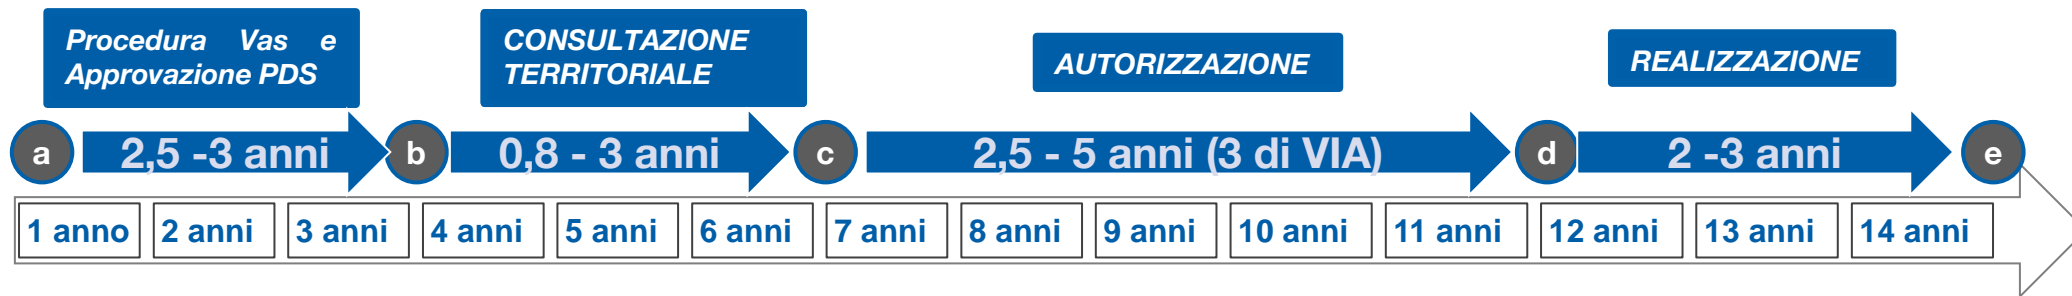 Procedura Vas e
Approvazione PDS
CONSULTAZIONE
TERRITORIALE
AUTORIZZAZIONE
REALIZZAZIONE
a
2,5 -3 anni
b
0,8 - 3 anni
c
2,5 - 5 anni (3 di VIA)
d
2 -3 anni
e
1 anno
2 anni
3 anni
4 anni
5 anni
6 anni
7 anni
8 anni
9 anni
10 anni
11 anni
12 anni
13 anni
14 anni